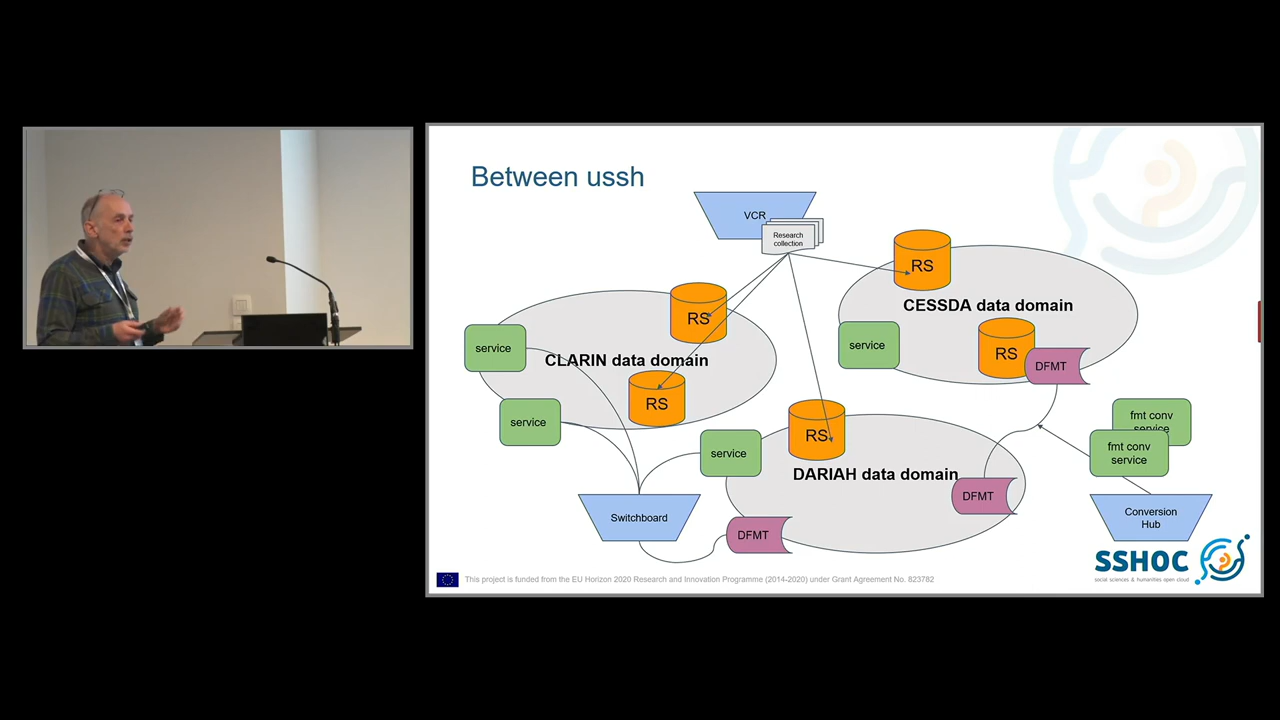 Between ussh
VCR
Research
collection
RS
CESSDA data domain
RS
service
RS
DFMT
service
CLARIN data domain
RS
service
fmt conv
service
fmt conv
service
RS
service
DARIAH data domain
DFMT
Switchboard
DFMT
Conversion
Hub
SSHOC
social sciences & humanities open cloud
This project is funded from the EU Horizon 2020 Research and Innovation Programme (2014-2020) under Grant Agreement No. 823782